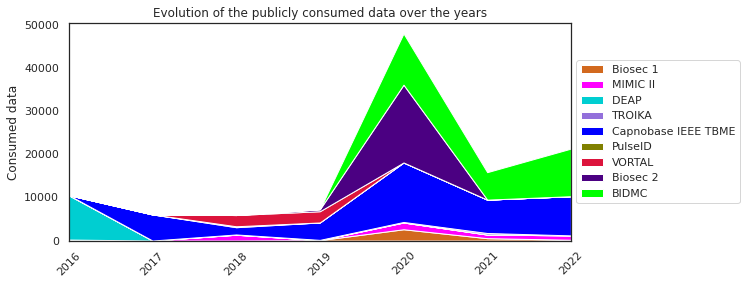 Evolution of the publicly consumed data over the years
Consumed data
50000
40000
30000
20000
10000
0
2016
2017
2018
2019
2020
2021
2022
Biosec 1
MIMIC II
DEAP
TROIKA
Capnobase IEEE TBME
PulseID
VORTAL
Biosec 2
BIDMC